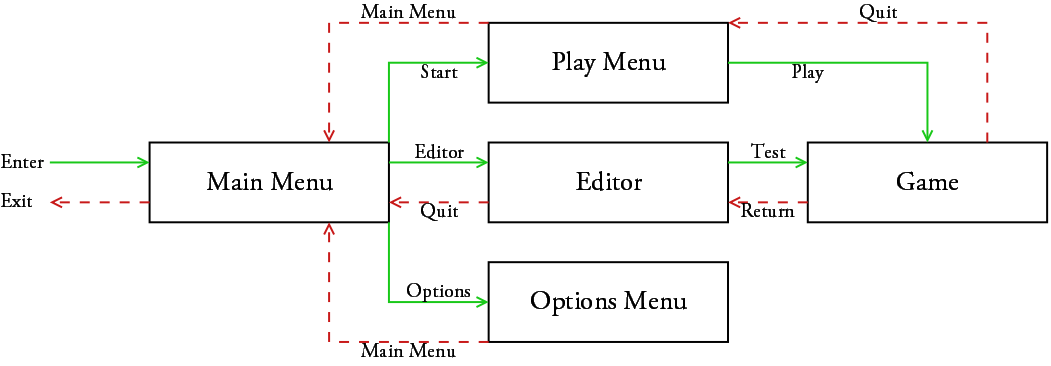 Main Menu
Quit
Play Menu
Start
Play
Enter
Editor
Test
Main Menu
Editor
Game
Exit
Quit
Return
Options
Options Menu
Main Menu